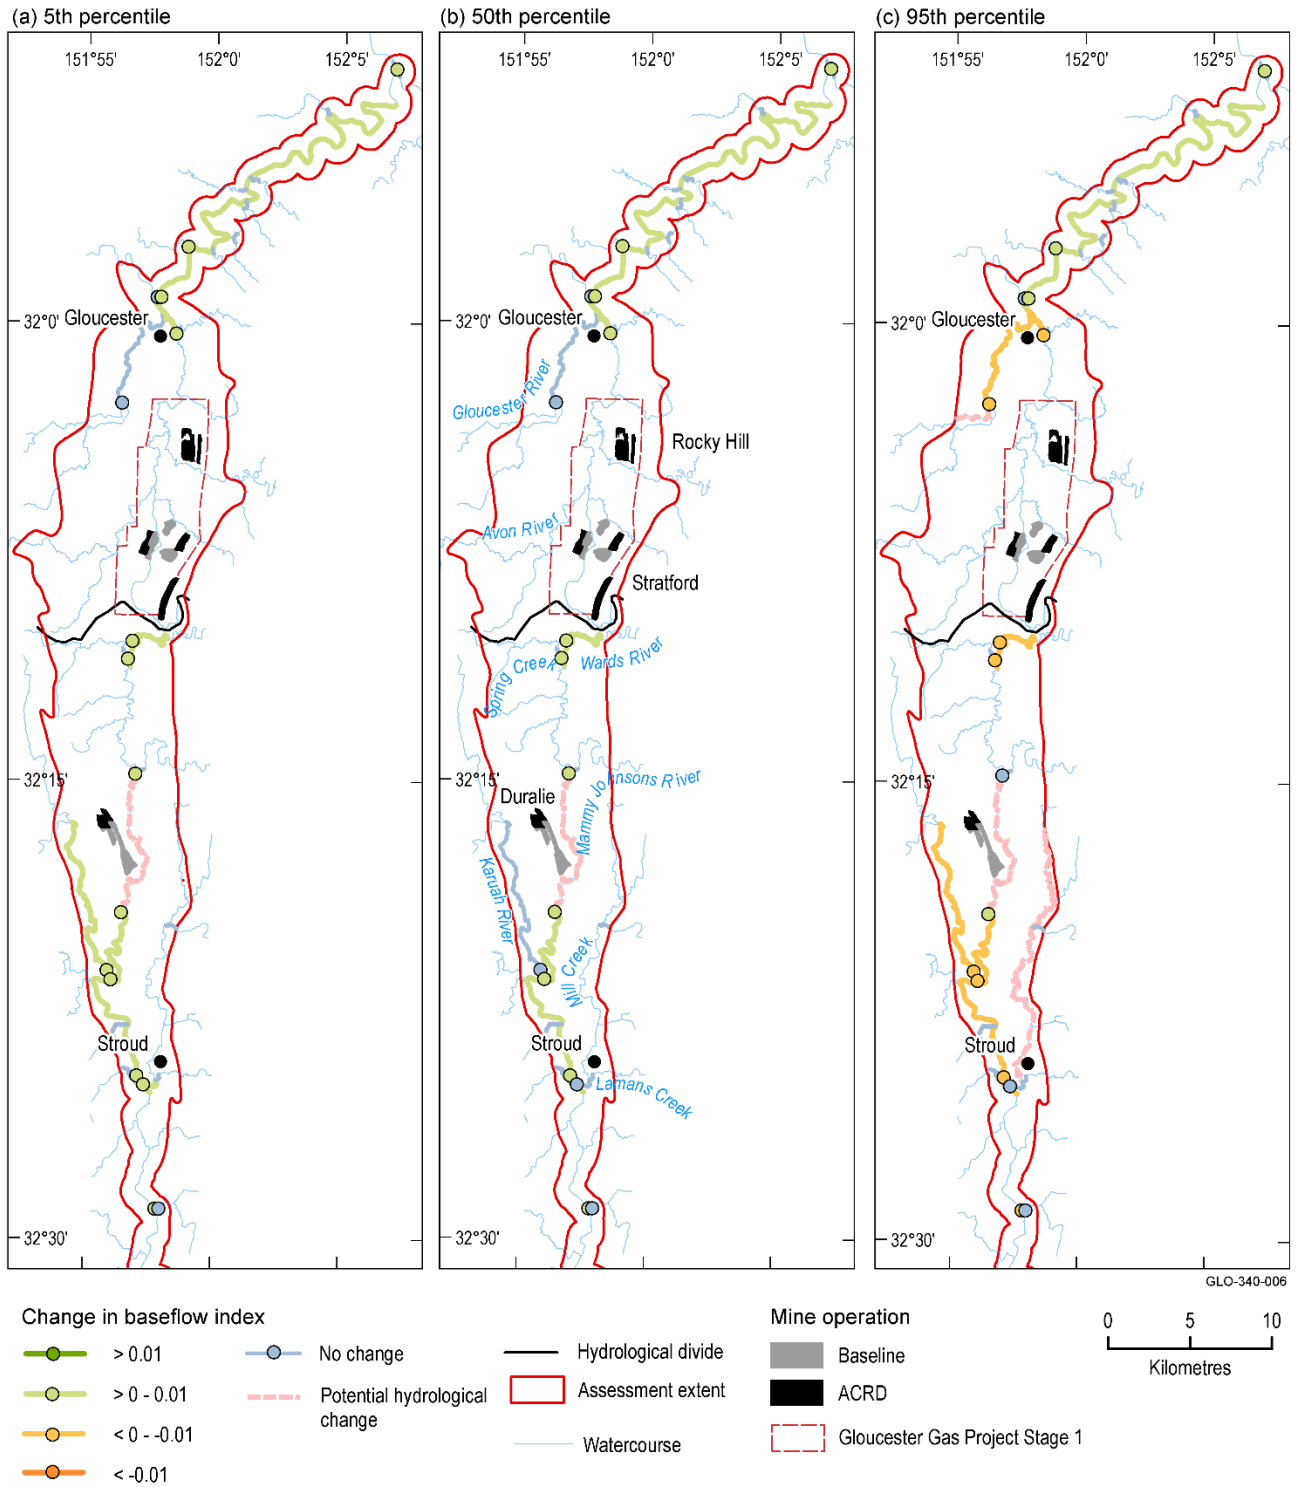 (a) 5th percentile
(b) 50th percentile
(c) 95th percentile
151°55' 152°0' 152°5'
151°55' 152°0' 152°5'
151°55' 152°0' 152°5'
32°0'
Gloucester
32°15'
Stroud
32°30'
32°0'
Gloucester
Gloucester River
Rocky Hill
Avon River
Stratford
Spring Creek
Wards River
32°15'
Mammy Johnsons River
Duralie
Karuah River
Mill Creek
Stroud
Lamans Creek
32°30'
32°0'
Gloucester
32°15'
Stroud
32°30'
GLO-340-006
Change in baseflow index
> 0.01
> 0 - 0.01
< 0 - -0.01
< -0.01
No change
Potential hydrological
change
Hydrological divide
Assessment extent
Watercourse
Mine operation
Baseline
ACRD
Gloucester Gas Project Stage 1
0 5 10
Kilometres